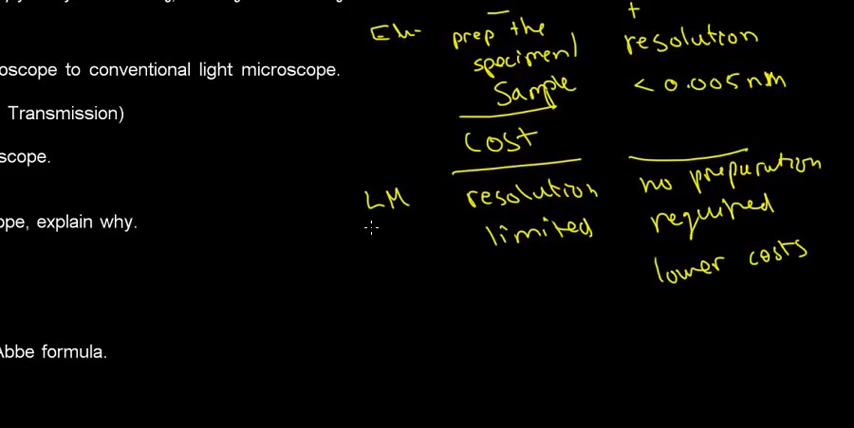 oscope to conventional light microscope.
Transmission)
scope.
ope, explain why.
Abbe formula.
- +
EM prep the resolution
specimen/ < 0.005nm
Sample
cost
LM resolution no preparation
limited required
lower costs